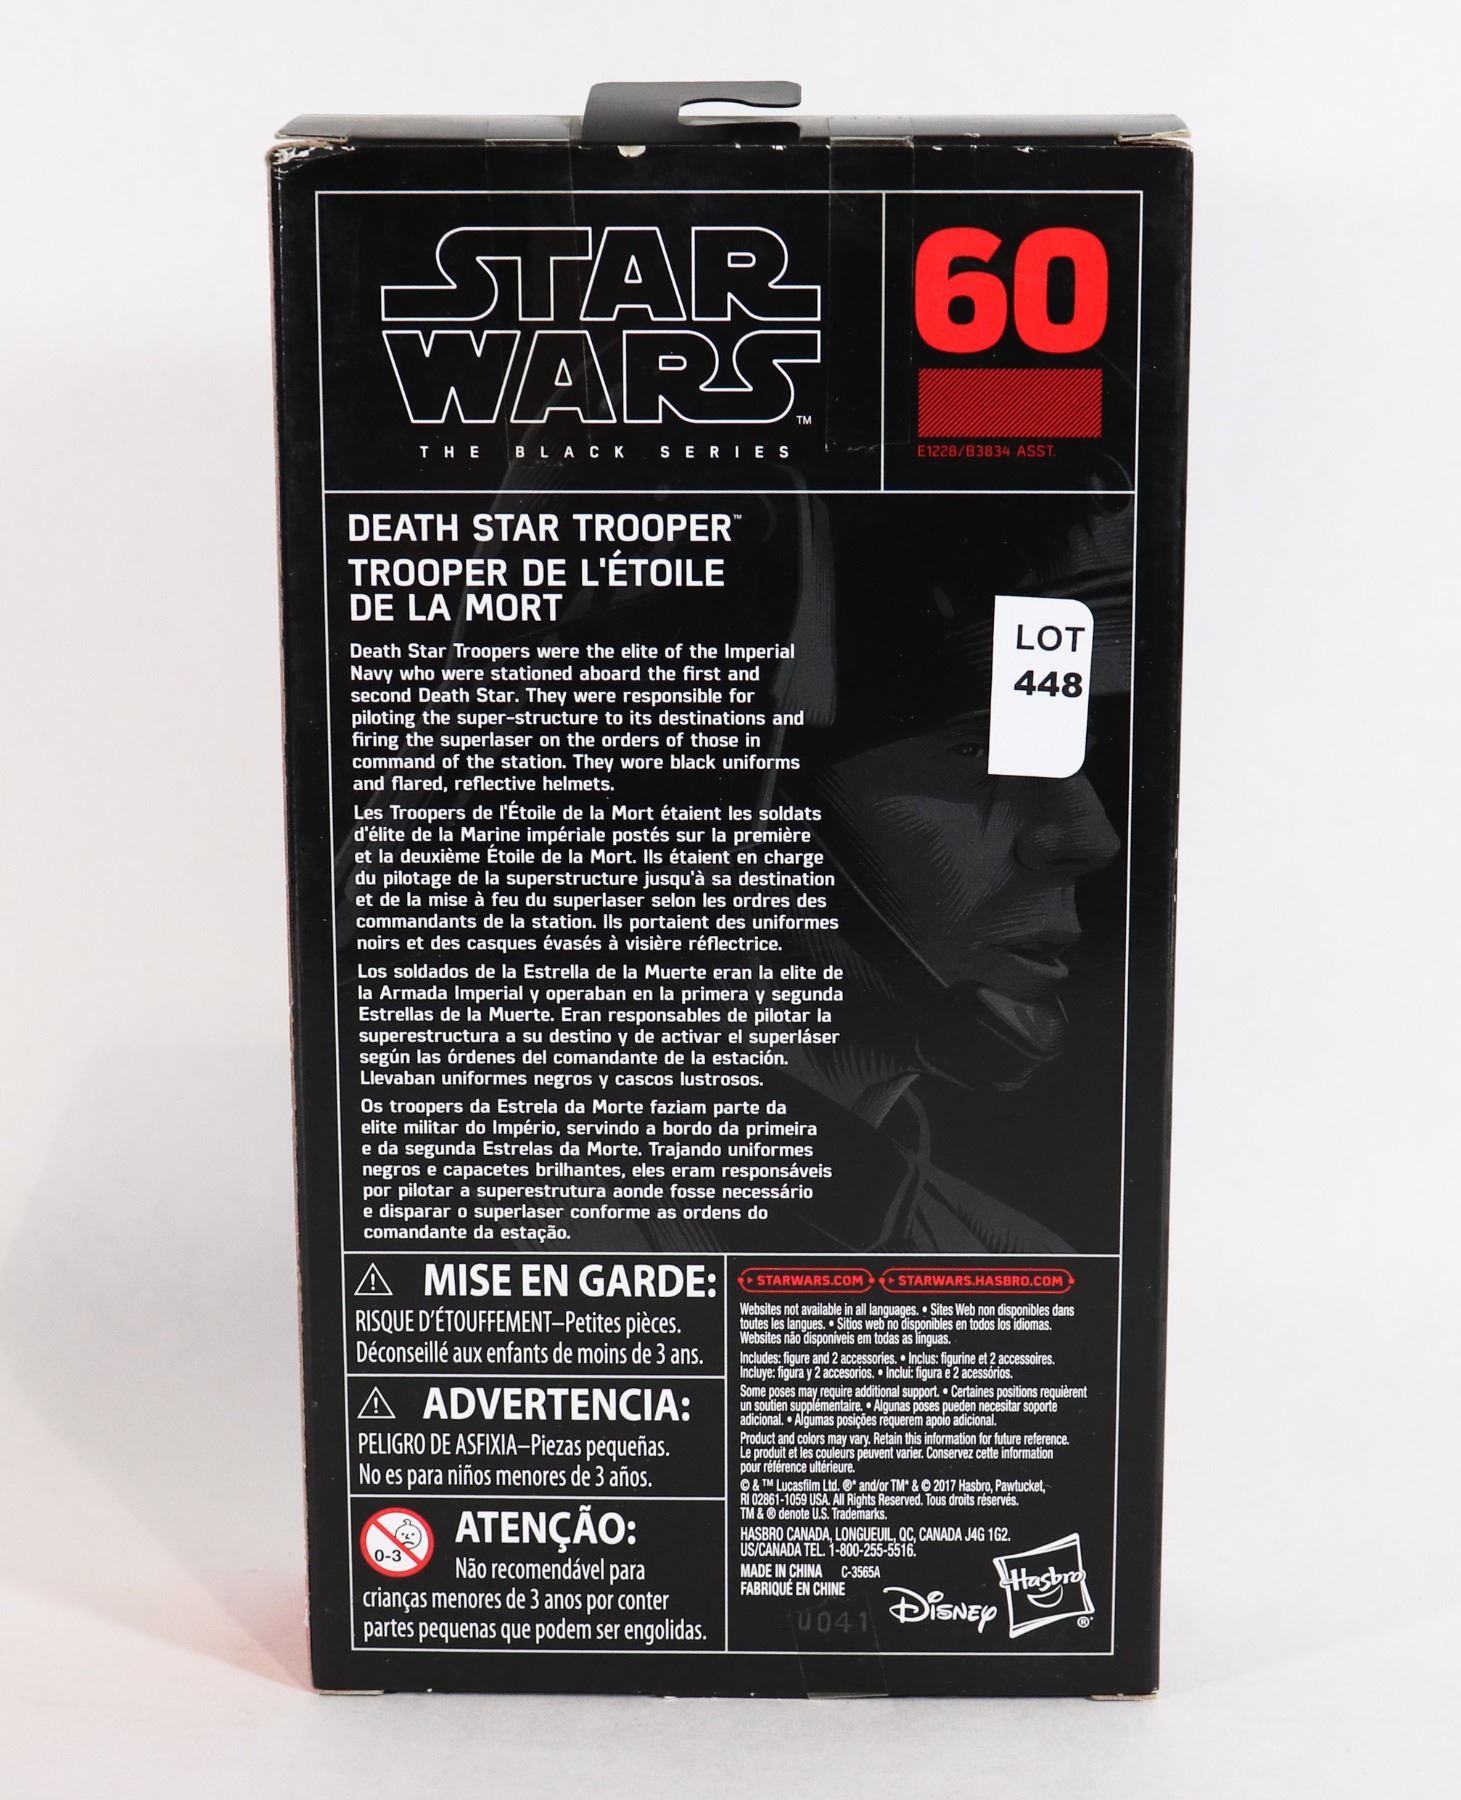 STAR
WARS™
THE BLACK SERIES
60
E1228/B3834 ASST.
DEATH STAR TROOPER™
TROOPER DE L'ÉTOILE
DE LA MORT
LOT
448
Death Star Troopers were the elite of the Imperial
Navy who were stationed aboard the first and
second Death Star. They were responsible for
piloting the super-structure to its destinations and
firing the superlaser on the orders of those in
command of the station. They wore black uniforms
and flared, reflective helmets.
Les Troopers de l'Étoile de la Mort étaient les soldats
d'élite de la Marine impériale postés sur la première
et la deuxième Étoile de la Mort. Ils étaient en charge
du pilotage de la superstructure jusqu'à sa destination
et de la mise à feu du superlaser selon les ordres des
commandants de la station. Ils portaient des uniformes
noirs et des casques évasés à visière réflectrice.
Los soldados de la Estrella de la Muerte eran la elite de
la Armada Imperial y operaban en la primera y segunda
Estrellas de la Muerte. Eran responsables de pilotar la
superestructura a su destino y de activar el superláser
según las órdenes del comandante de la estación.
Llevaban uniformes negros y cascos lustrosos.
Os troopers da Estrela da Morte faziam parte da
elite militar do Império, servindo a bordo da primeira
e da segunda Estrelas da Morte. Trajando uniformes
negros e capacetes brilhantes, eles eram responsáveis
por pilotar a superestrutura aonde fosse necessário
e disparar o superlaser conforme as ordens do
comandante da estação.
⚠ MISE EN GARDE:
RISQUE D'ÉTOUFFEMENT–Petites pièces.
Déconseillé aux enfants de moins de 3 ans.
⚠ ADVERTENCIA:
PELIGRO DE ASFIXIA–Piezas pequeñas.
No es para niños menores de 3 años.
0-3
ATENÇÃO:
Não recomendável para
crianças menores de 3 anos por conter
partes pequenas que podem ser engolidas.
STARWARS.COM STARWARS.HASBRO.COM
Websites not available in all languages. • Sites Web non disponibles dans
toutes les langues. • Sitios web no disponibles en todos los idiomas.
Websites não disponíveis em todas as línguas.
Includes: figure and 2 accessories. • Inclus: figurine et 2 accessoires.
Incluye: figura y 2 accesorios. • Inclui: figura e 2 acessórios.
Some poses may require additional support. • Certaines positions requièrent
un soutien supplémentaire. • Algunas poses pueden necesitar soporte
adicional. • Algumas posições requerem apoio adicional.
Product and colors may vary. Retain this information for future reference.
Le produit et les couleurs peuvent varier. Conservez cette information
pour référence ultérieure.
© & ™ Lucasfilm Ltd. ®* and/or TM* & © 2017 Hasbro, Pawtucket,
RI 02861-1059 USA. All Rights Reserved. Tous droits réservés.
TM & ® denote U.S. Trademarks.
HASBRO CANADA, LONGUEUIL, QC, CANADA J4G 1G2.
US/CANADA TEL. 1-800-255-5516.
MADE IN CHINA C-3565A
FABRIQUÉ EN CHINE
Disney
Hasbro ®*